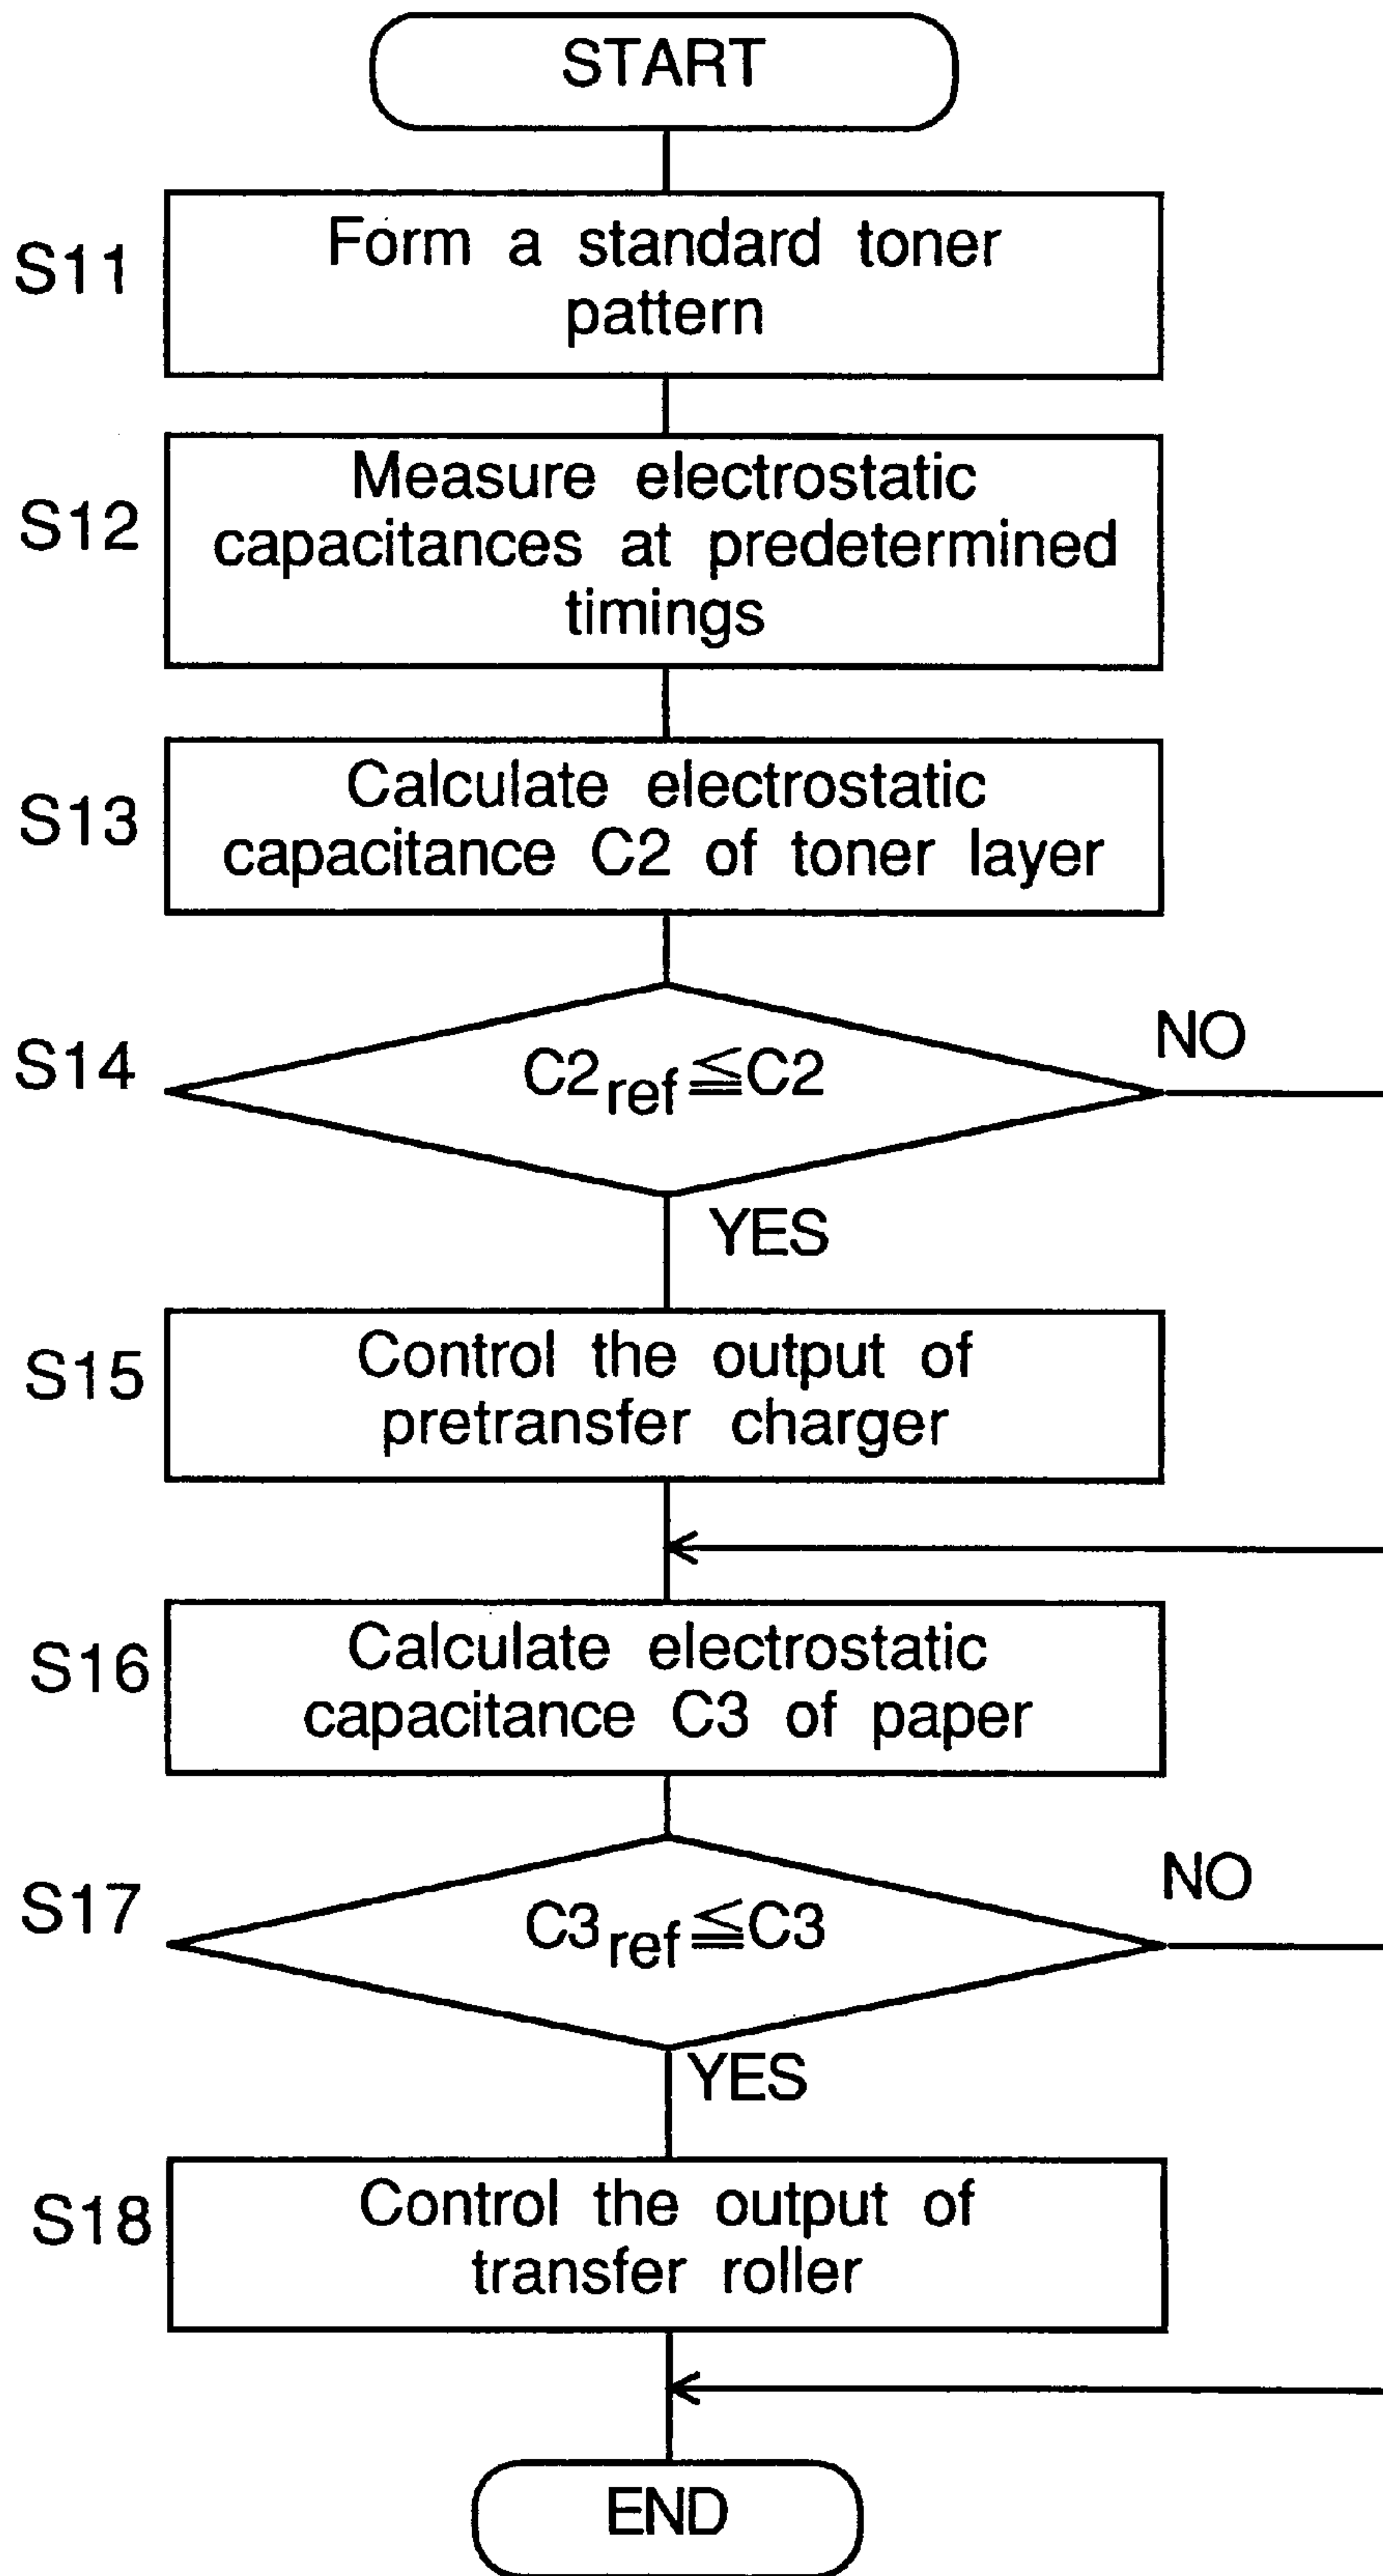 START
S11
Form a standard toner
pattern
S12
Measure electrostatic
capacitances at predetermined
timings
S13
Calculate electrostatic
capacitance C2 of toner layer
S14
C2ref≦C2
NO
YES
S15
Control the output of
pretransfer charger
S16
Calculate electrostatic
capacitance C3 of paper
S17
C3ref≦C3
NO
YES
S18
Control the output of
transfer roller
END